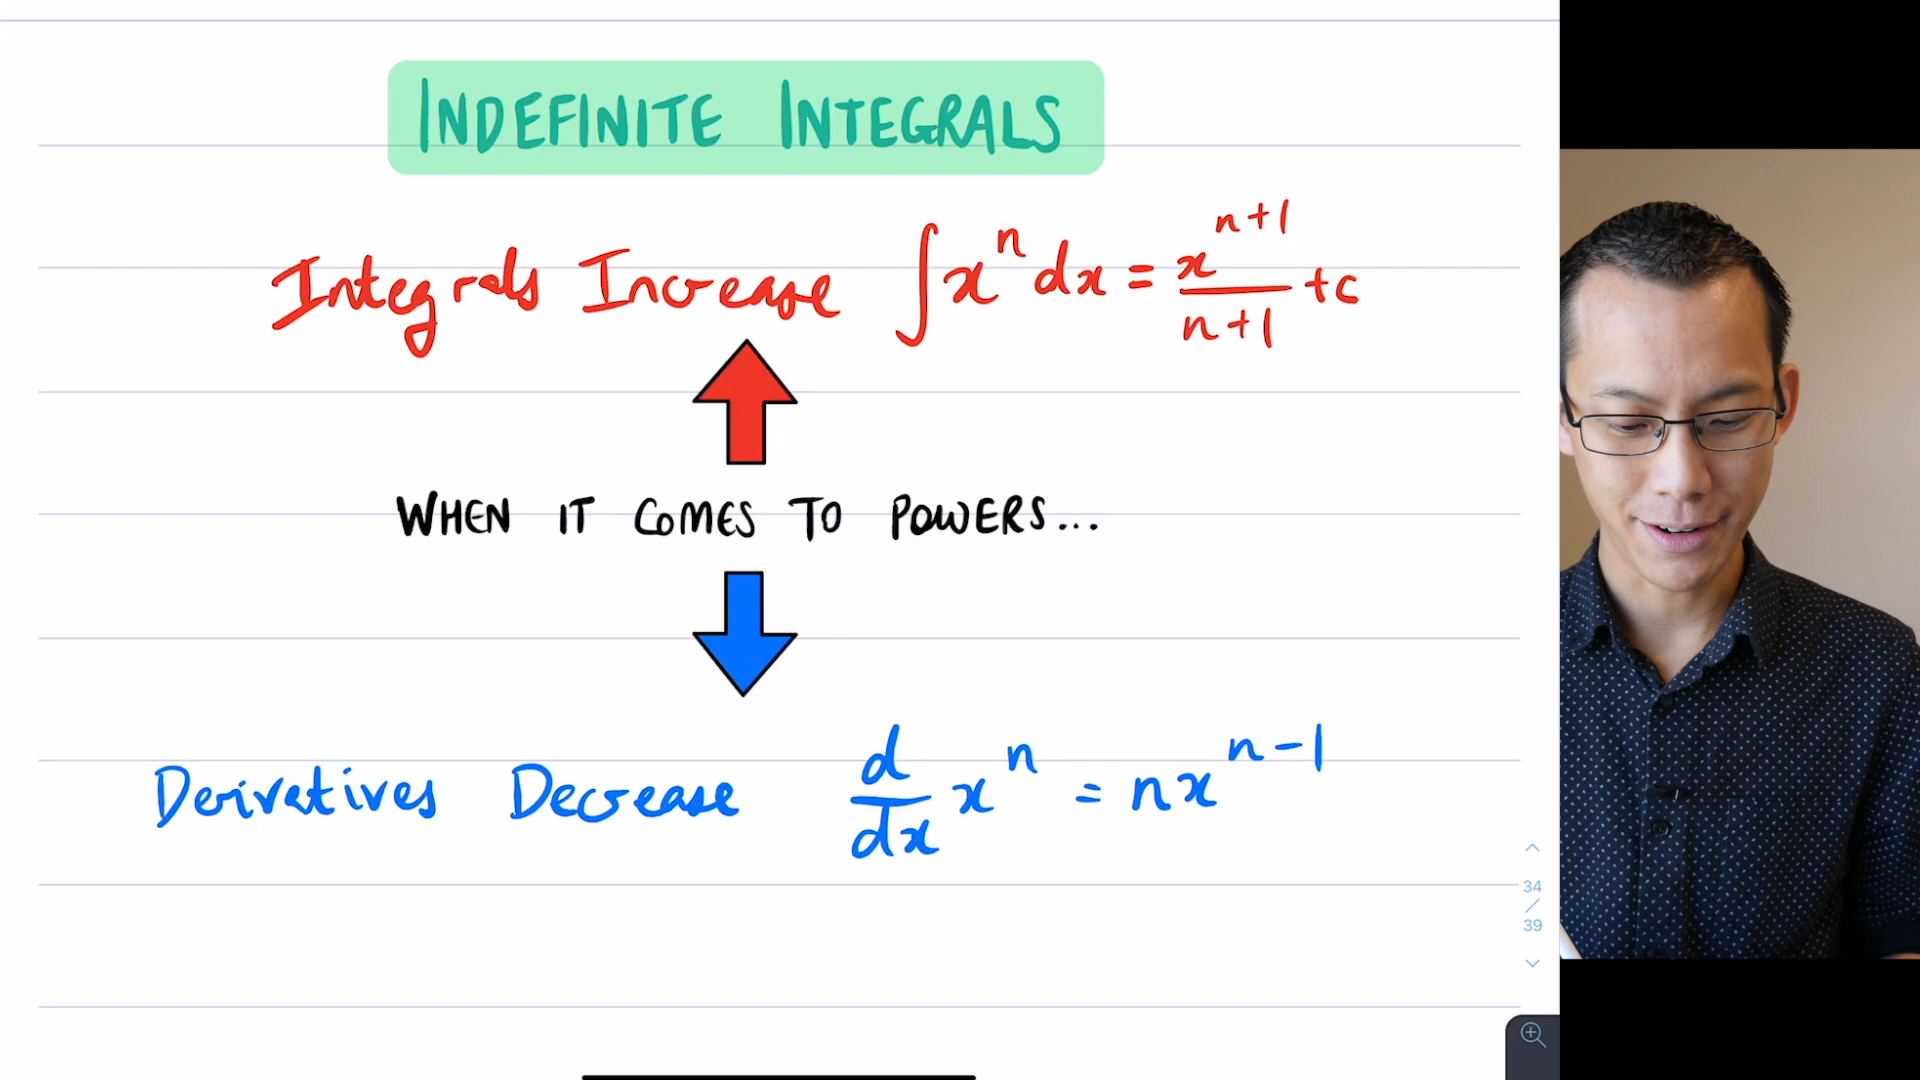 INDEFINITE INTEGRALS
Integrals Increase ∫xⁿ dx = xⁿ⁺¹/(n+1) + c
WHEN IT COMES TO POWERS...
Derivatives Decrease d/dx xⁿ = nxⁿ⁻¹
34
/
39